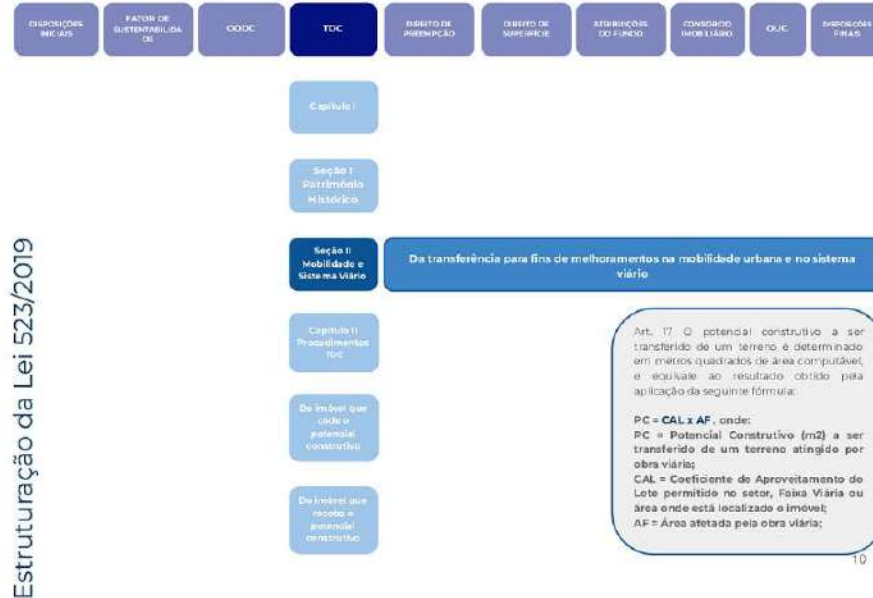 DISPOSIÇÕES
INICIAIS
FATOR DE
SUSTENTABILIDA
DE
OODC
TDC
DIREITO DE
PREEMPÇÃO
DIREITO DE
SUPERFÍCIE
ATRIBUIÇÕES
DO FUNDO
CONSÓRCIO
IMOBILIÁRIO
OUC
DISPOSIÇÕES
FINAIS
Estruturação da Lei 523/2019
Capítulo I
Seção I
Patrimônio
Histórico
Seção II
Mobilidade e
Sistema Viário
Da transferência para fins de melhoramentos na mobilidade urbana e no sistema
viário
Capítulo II
Procedimentos
TDC
De imóvel que
cede o
potencial
construtivo
De imóvel que
receba o
potencial
construtivo
Art. 17 O potencial construtivo a ser
transferido de um terreno é determinado
em metros quadrados de área computável,
e equivale ao resultado obtido pela
aplicação da seguinte fórmula:
PC = CAL x AF , onde:
PC = Potencial Construtivo (m2) a ser
transferido de um terreno atingido por
obra viária;
CAL = Coeficiente de Aproveitamento do
Lote permitido no setor, Faixa Viária ou
área onde está localizado o imóvel;
AF = Área afetada pela obra viária;
10